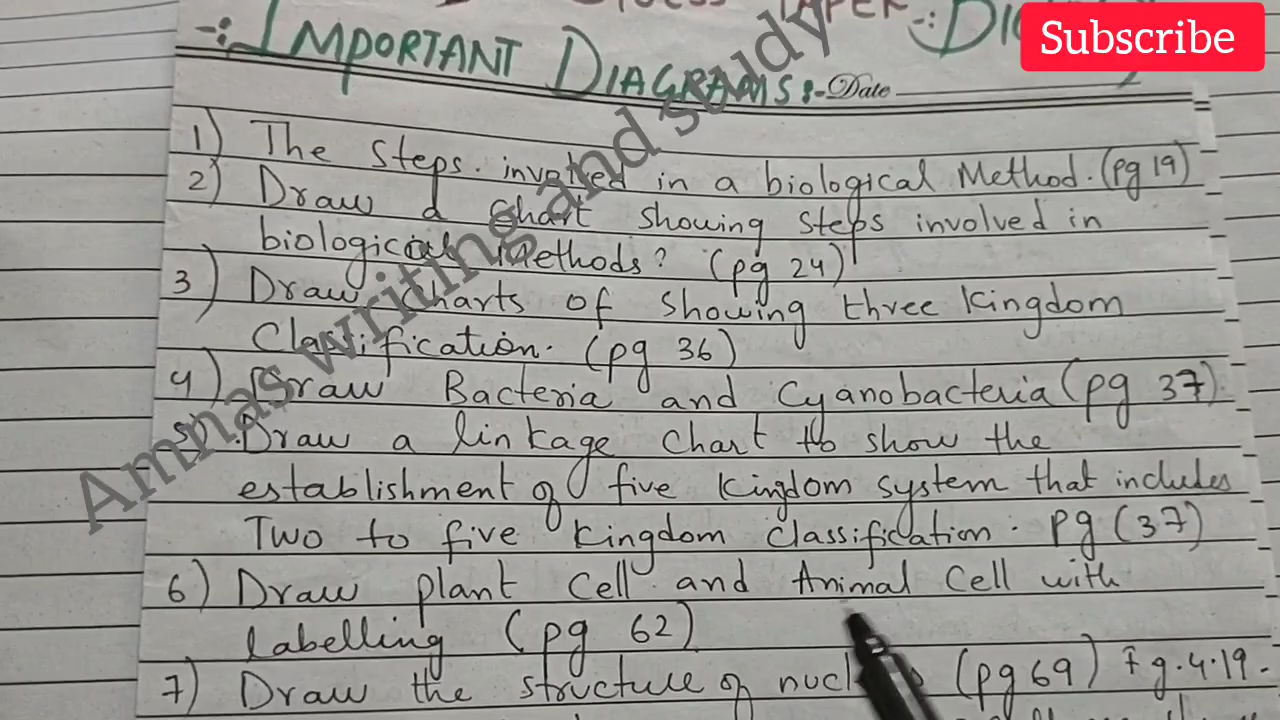 PAPER -:
Subscribe
-: IMPORTANT DIAGRAMS :- Date
1) The Steps. involved in a biological Method. (pg 19)
2) Draw a Chart showing steps involved in
biological Methods? (pg 24)
3) Draw charts of showing three Kingdom
Classification. (pg 36)
4) Draw Bacteria and Cyanobacteria (pg 37)
5) Draw a linkage chart to show the
establishment of five kingdom system that includes
Two to five kingdom classification. pg (37)
6) Draw plant Cell and Animal Cell with
labelling (pg 62)
7) Draw the structure of (pg 69) Fg.4.19.
Ammas writing and study